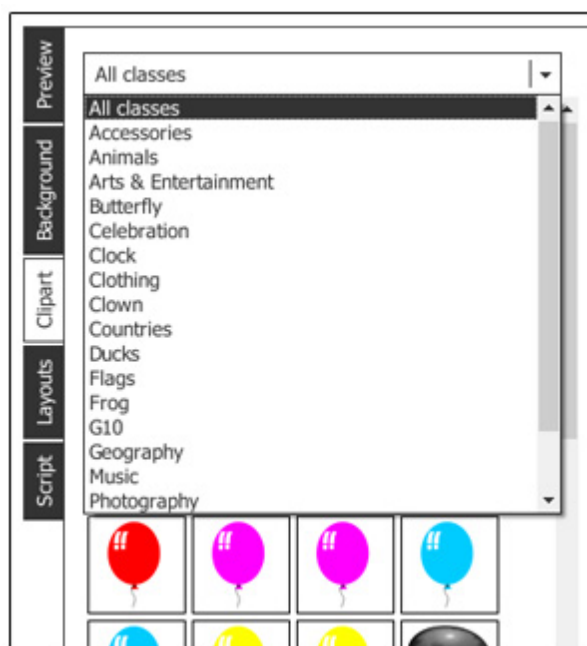 Preview
Background
Clipart
Layouts
Script
All classes
All classes
Accessories
Animals
Arts & Entertainment
Butterfly
Celebration
Clock
Clothing
Clown
Countries
Ducks
Flags
Frog
G10
Geography
Music
Photography